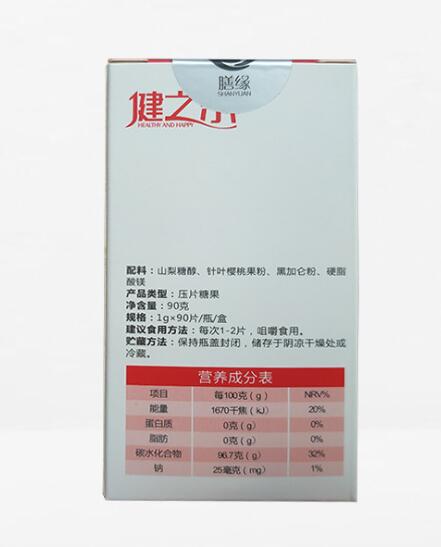 膳缘
SHANYUAN
健之
HEALTHY AND HAPPY
配料：山梨糖醇、针叶樱桃果粉、黑加仑粉、硬脂
酸镁
产品类型：压片糖果
净含量：90克
规格：1g×90片/瓶/盒
建议食用方法：每次1-2片，咀嚼食用。
贮藏方法：保持瓶盖封闭，储存于阴凉干燥处或
冷藏。
营养成分表
项目 每100克（g） NRV%
能量 1670千焦（kJ） 20%
蛋白质 0克（g） 0%
脂肪 0克（g） 0%
碳水化合物 96.7克（g） 32%
钠 25毫克（mg） 1%